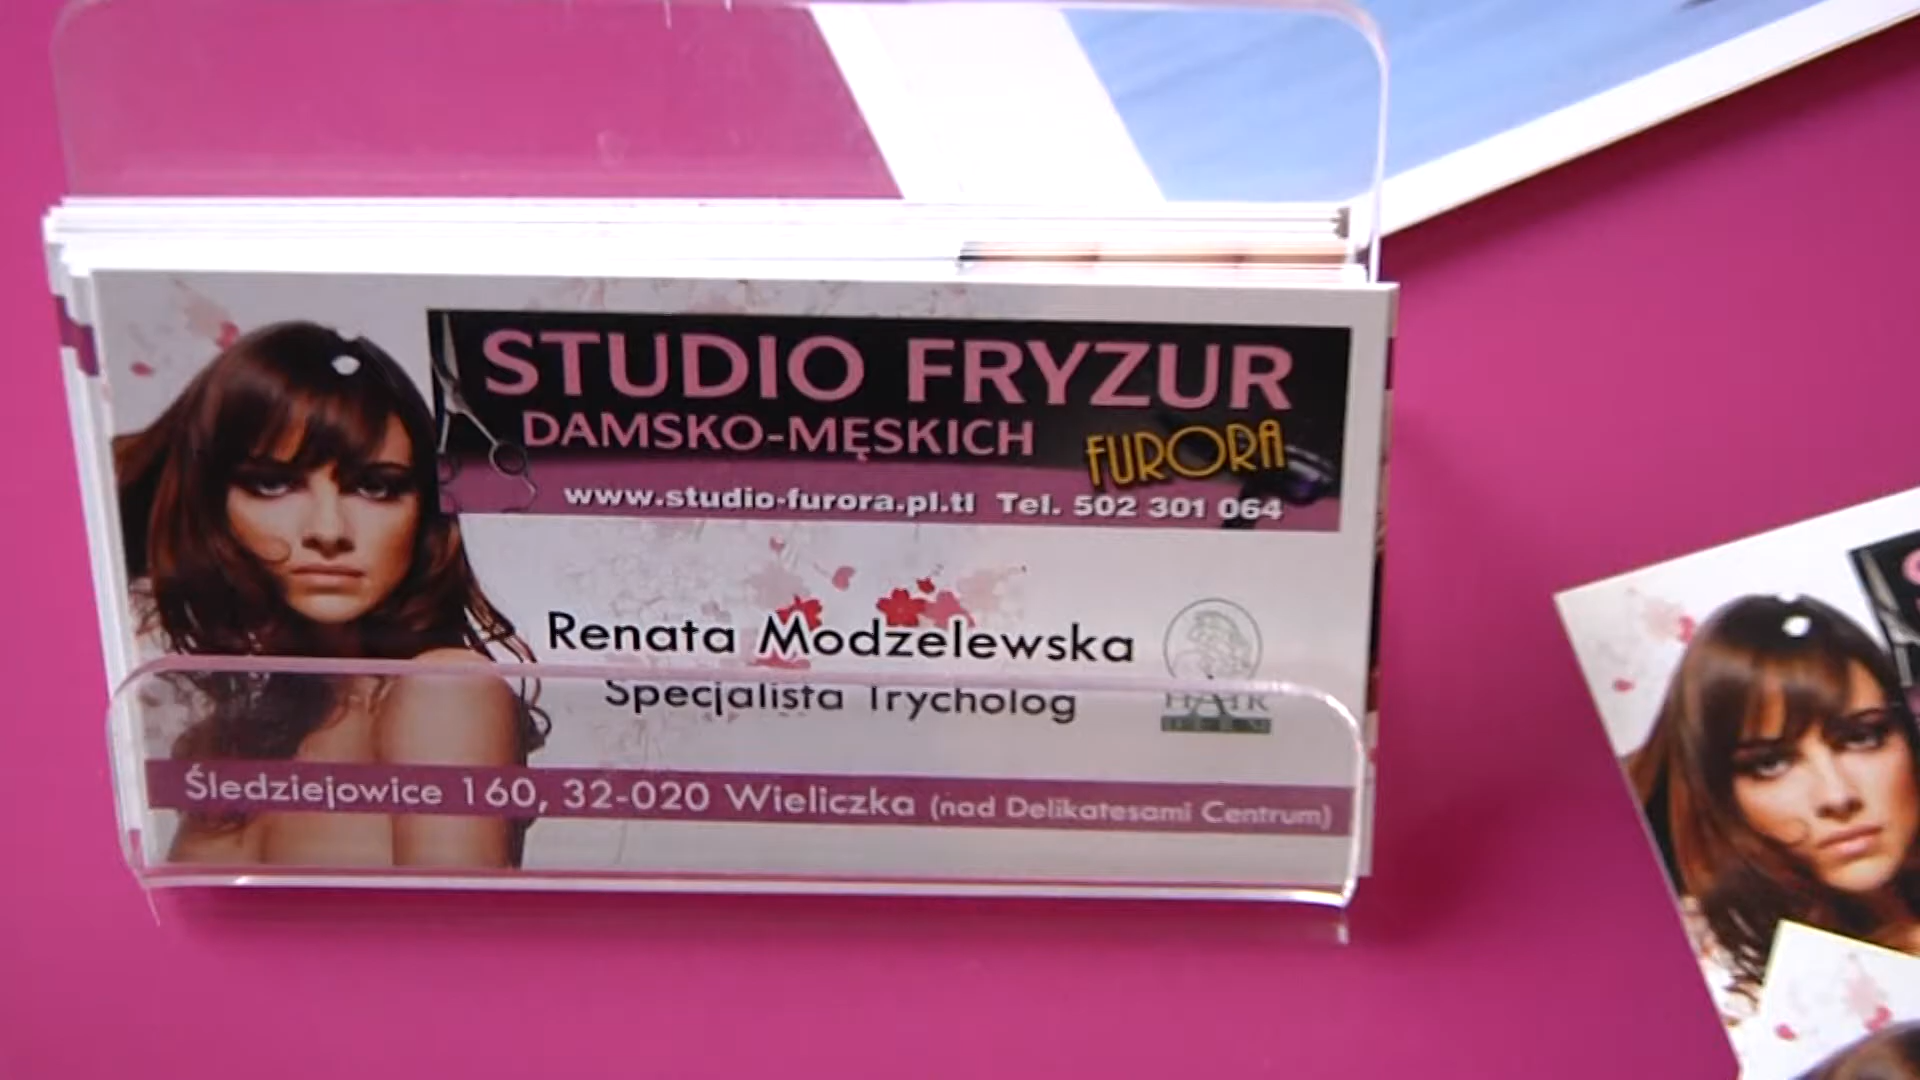 STUDIO FRYZUR
DAMSKO-MĘSKICH
FURORA
www.studio-furora.pl.tl Tel. 502 301 064
Renata Modzelewska
Specjalista Trycholog
HAIR
Śledziejowice 160, 32-020 Wieliczka (nad Delikatesami Centrum)